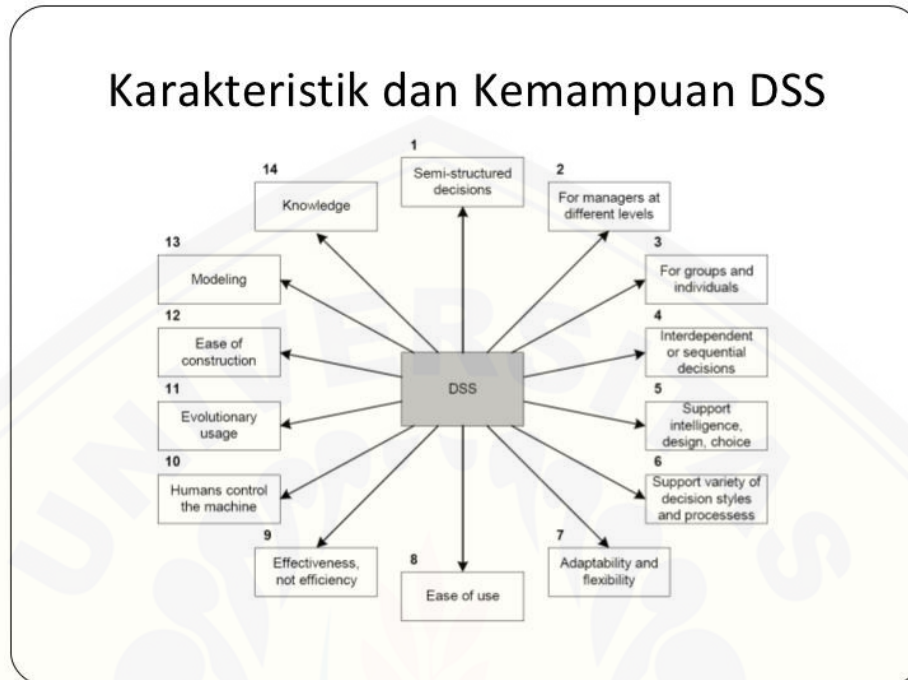 Karakteristik dan Kemampuan DSS
1
Semi-structured
decisions
2
For managers at
different levels
3
For groups and
individuals
4
Interdependent
or sequential
decisions
5
Support
intelligence,
design, choice
6
Support variety of
decision styles
and processess
7
Adaptability and
flexibility
8
Ease of use
9
Effectiveness,
not efficiency
10
Humans control
the machine
11
Evolutionary
usage
12
Ease of
construction
13
Modeling
14
Knowledge
DSS
UNIVERSITAS